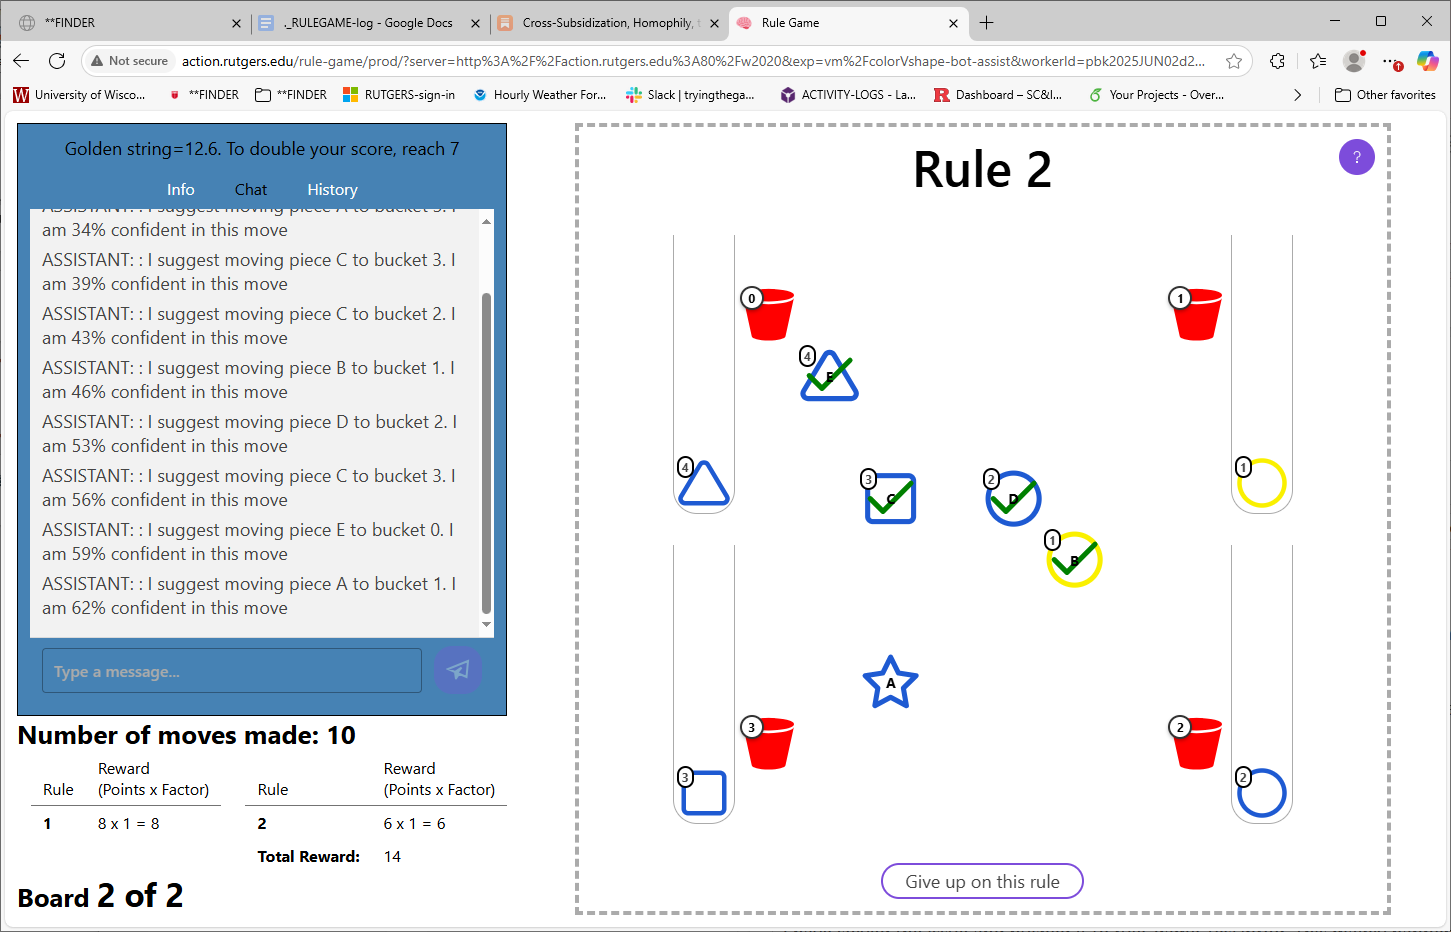 **FINDER
._RULEGAME-log - Google Docs
Cross-Subsidization, Homophily,
Rule Game
Not secure
action.rutgers.edu/rule-game/prod/?server=http%3A%2F%2Faction.rutgers.edu%3A80%2Fw2020&exp=vm%2FcolorVshape-bot-assist&workerId=pbk2025JUN02d2...
University of Wisco...
**FINDER
**FINDER
RUTGERS-sign-in
Hourly Weather For...
Slack | tryingthega...
ACTIVITY-LOGS - La...
Dashboard – SC&I...
Your Projects - Over...
Other favorites
Golden string=12.6. To double your score, reach 7
Info Chat History
ASSISTANT: : I suggest moving piece A to bucket 3. I
am 34% confident in this move
ASSISTANT: : I suggest moving piece C to bucket 3. I
am 39% confident in this move
ASSISTANT: : I suggest moving piece C to bucket 2. I
am 43% confident in this move
ASSISTANT: : I suggest moving piece B to bucket 1. I
am 46% confident in this move
ASSISTANT: : I suggest moving piece D to bucket 2. I
am 53% confident in this move
ASSISTANT: : I suggest moving piece C to bucket 3. I
am 56% confident in this move
ASSISTANT: : I suggest moving piece E to bucket 0. I
am 59% confident in this move
ASSISTANT: : I suggest moving piece A to bucket 1. I
am 62% confident in this move
Type a message...
Number of moves made: 10
Rule Reward (Points x Factor)
1 8 x 1 = 8
Rule Reward (Points x Factor)
2 6 x 1 = 6
Total Reward: 14
Board 2 of 2
Rule 2
?
0
1
4
E
4
3
C
2
D
1
1
B
A
3
2
3
2
Give up on this rule